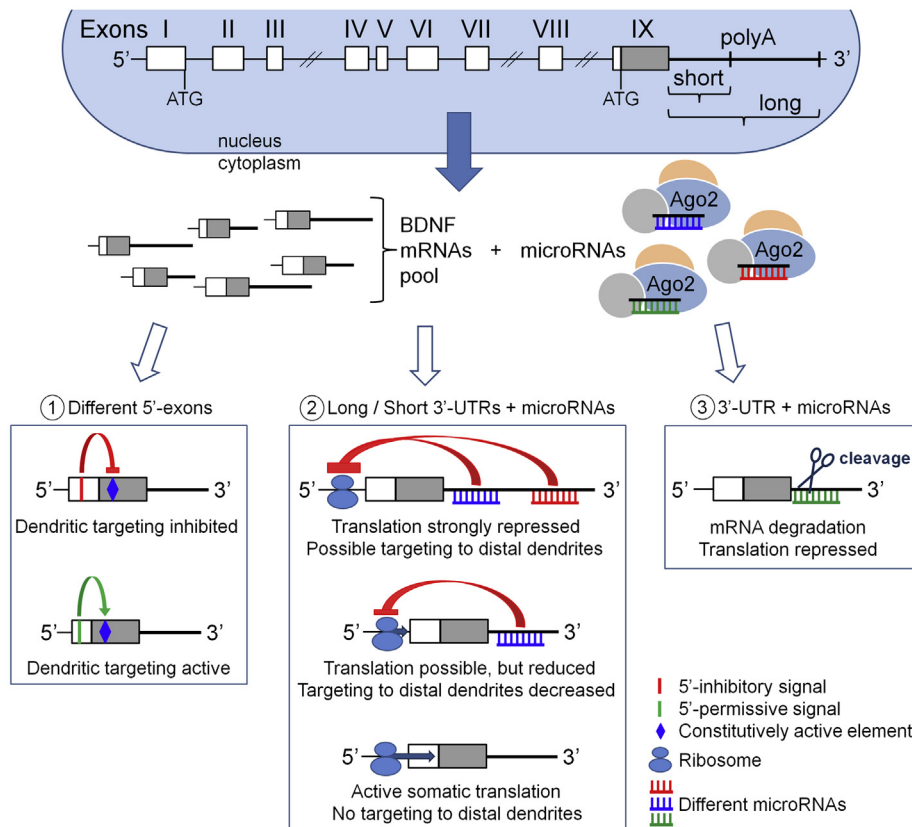 Exons I II III IV V VI VII VIII IX
polyA
5’ 3’
short
ATG ATG
long
nucleus
cytoplasm
BDNF
mRNAs + microRNAs
pool
Ago2
Ago2
Ago2
1 Different 5’-exons
5’ 3’
Dendritic targeting inhibited
5’ 3’
Dendritic targeting active
2 Long / Short 3’-UTRs + microRNAs
5’ 3’
Translation strongly repressed
Possible targeting to distal dendrites
5’ 3’
Translation possible, but reduced
Targeting to distal dendrites decreased
5’ 3’
Active somatic translation
No targeting to distal dendrites
3 3’-UTR + microRNAs
cleavage
5’ 3’
mRNA degradation
Translation repressed
5’-inhibitory signal
5’-permissive signal
Constitutively active element
Ribosome
Different microRNAs